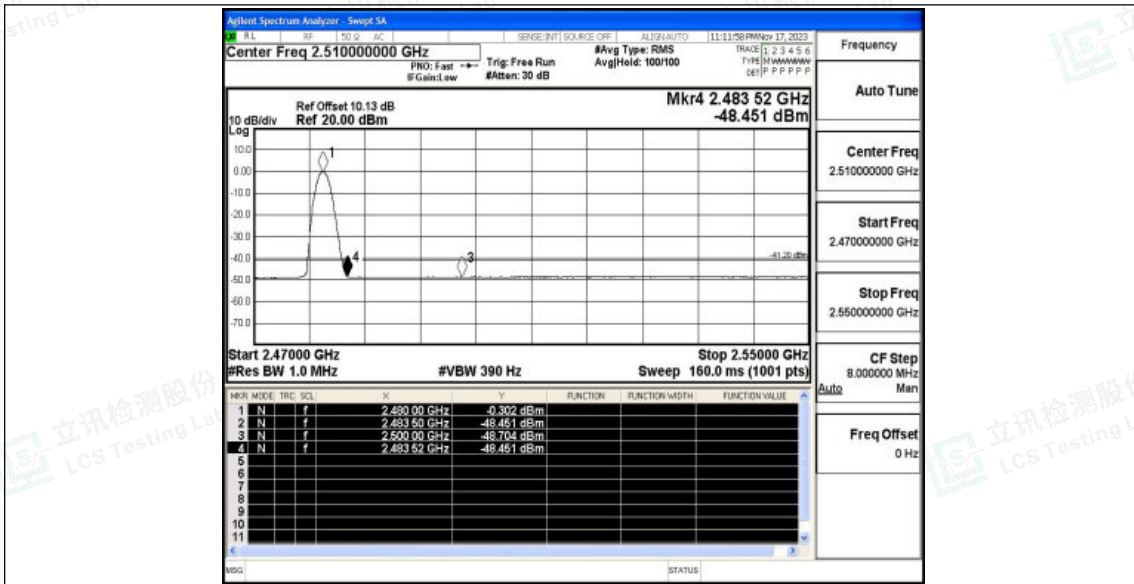 Agilent Spectrum Analyzer - Swept SA
RL RF 50 Ω AC SENSE:INT SOURCE OFF ALIGNAUTO 11:11:58PM Nov 17, 2023
Center Freq 2.510000000 GHz
#Avg Type: RMS
TRACE 1 2 3 4 5 6
PNO: Fast
Trig: Free Run
Avg|Hold: 100/100
TYPE M WWWWW
IFGain:Low
#Atten: 30 dB
DET P P P P P P
Ref Offset 10.13 dB
Mkr4 2.483 52 GHz
10 dB/div Ref 20.00 dBm
-48.451 dBm
Log
10.0
0.00
-10.0
-20.0
-30.0
-40.0
-50.0
-60.0
-70.0
1
4
3
-41.20 dBm
Start 2.47000 GHz
Stop 2.55000 GHz
#Res BW 1.0 MHz
#VBW 390 Hz
Sweep 160.0 ms (1001 pts)
MKR MODE TRC SCL X Y FUNCTION FUNCTION WIDTH FUNCTION VALUE
1 N f 2.480 00 GHz -0.302 dBm
2 N f 2.483 50 GHz -48.451 dBm
3 N f 2.500 00 GHz -48.704 dBm
4 N f 2.483 52 GHz -48.451 dBm
5
6
7
8
9
10
11
MSG
STATUS
Frequency
Auto Tune
Center Freq
2.510000000 GHz
Start Freq
2.470000000 GHz
Stop Freq
2.550000000 GHz
CF Step
8.000000 MHz
Auto Man
Freq Offset
0 Hz
立讯检测股份
LCS Testing Lab
立讯检测股份
LCS Testing L